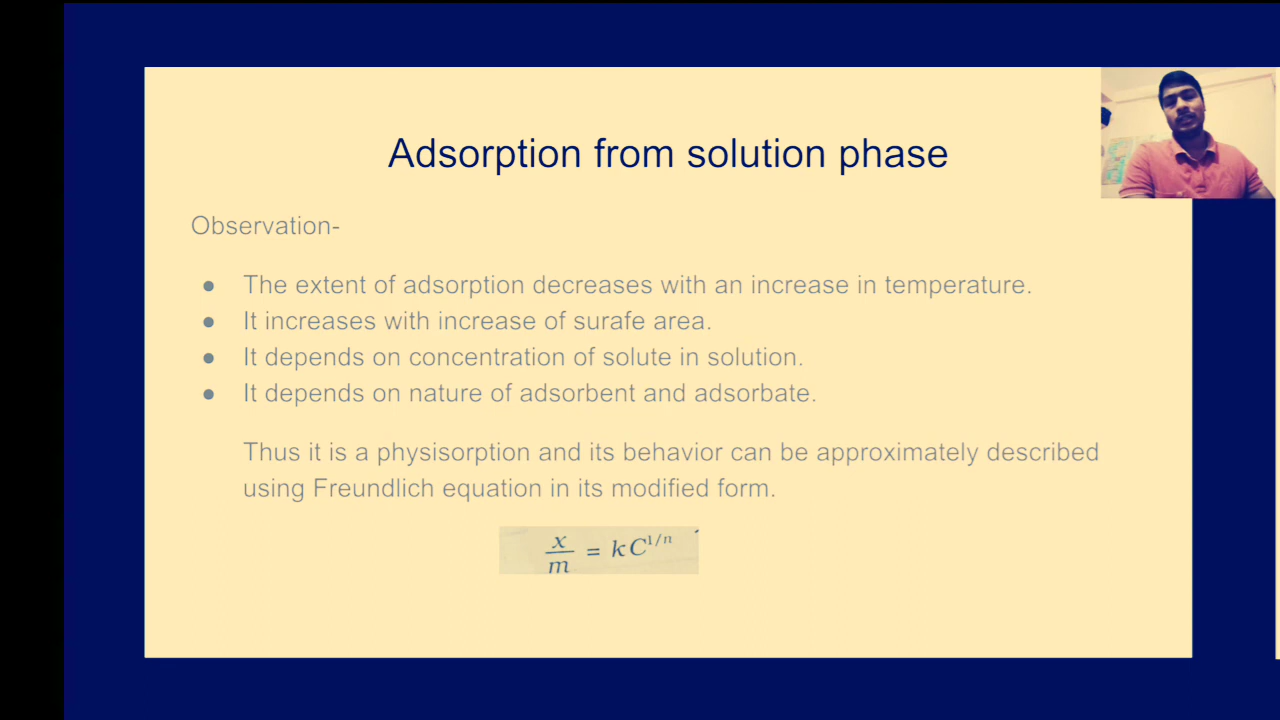 Adsorption from solution phase
Observation-
● The extent of adsorption decreases with an increase in temperature.
● It increases with increase of surafe area.
● It depends on concentration of solute in solution.
● It depends on nature of adsorbent and adsorbate.
Thus it is a physisorption and its behavior can be approximately described
using Freundlich equation in its modified form.
x/m = kC^1/n